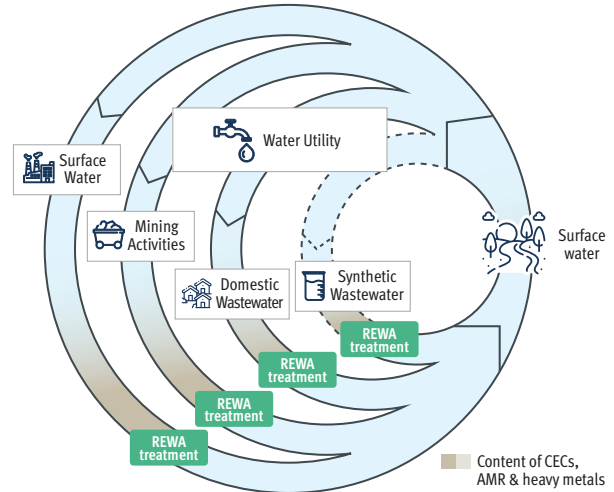 Water Utility
Surface
Water
Mining
Activities
Domestic
Wastewater
Synthetic
Wastewater
Surface
water
REWA
treatment
REWA
treatment
REWA
treatment
REWA
treatment
Content of CECs,
AMR & heavy metals